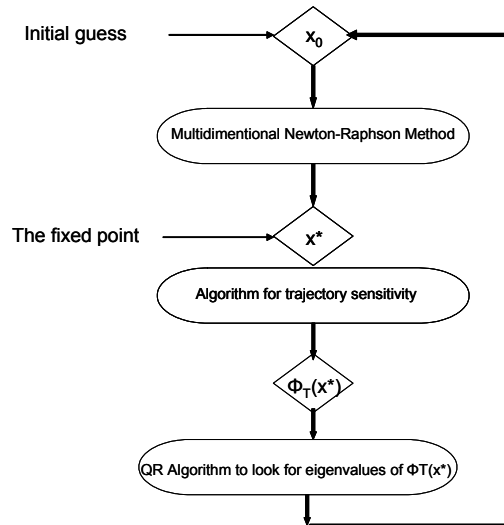 Initial guess
x₀
Multidimentional Newton-Raphson Method
The fixed point
x*
Algorithm for trajectory sensitivity
Φ_T(x*)
QR Algorithm to look for eigenvalues of ΦT(x*)